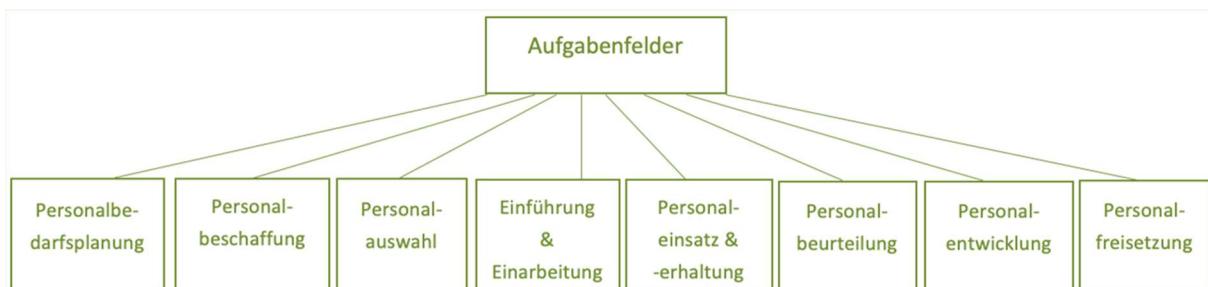 Aufgabenfelder
Personalbe-
darfsplanung
Personal-
beschaffung
Personal-
auswahl
Einführung
&
Einarbeitung
Personal-
einsatz &
-erhaltung
Personal-
beurteilung
Personal-
entwicklung
Personal-
freisetzung